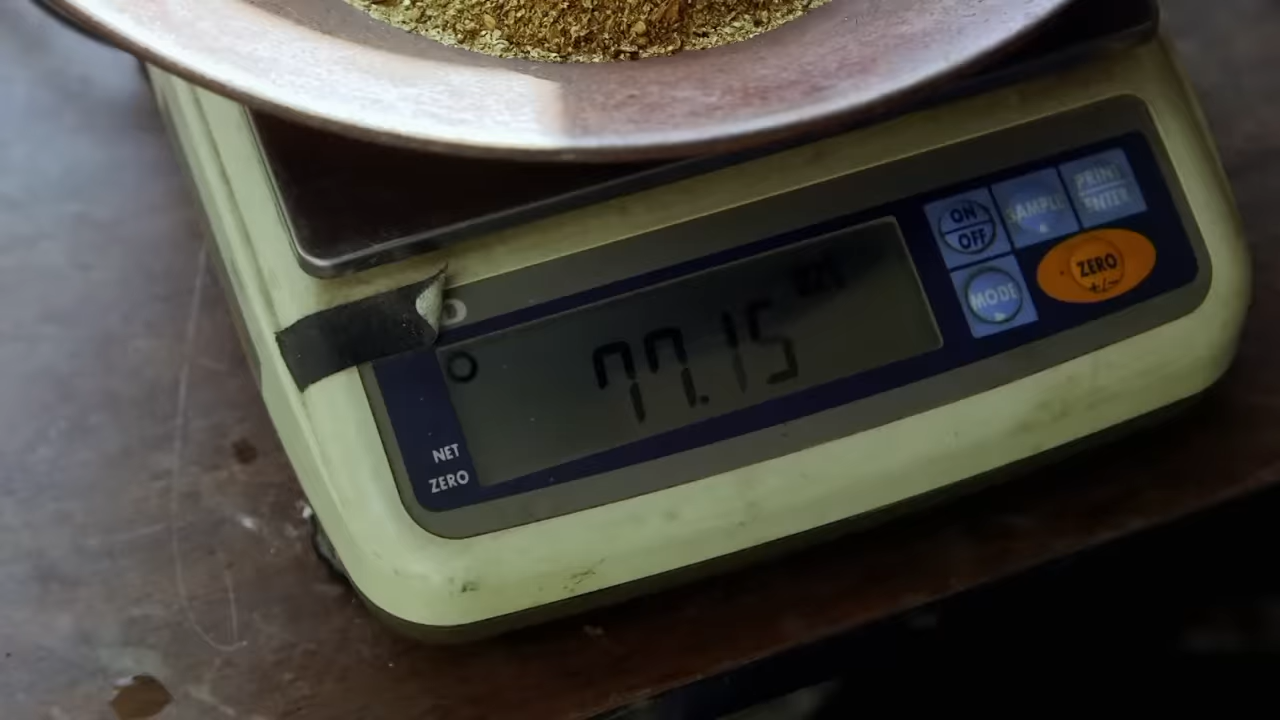 77.15
ON
OFF
SAMPLE
PRINT
ENTER
MODE
ZERO
-/+
NET
ZERO